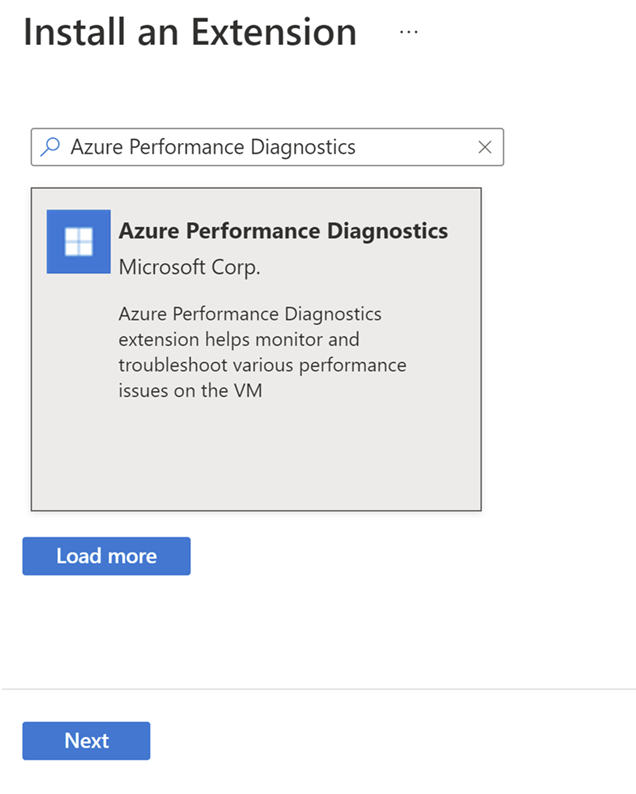 Install an Extension ...
Azure Performance Diagnostics
Azure Performance Diagnostics
Microsoft Corp.
Azure Performance Diagnostics
extension helps monitor and
troubleshoot various performance
issues on the VM
Load more
Next